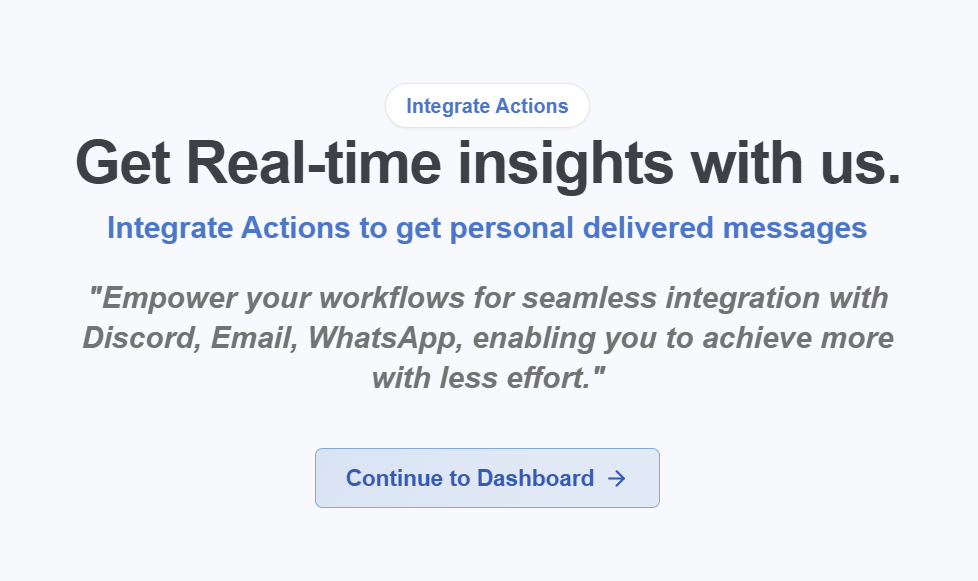 Integrate Actions
Get Real-time insights with us.
Integrate Actions to get personal delivered messages
"Empower your workflows for seamless integration with
Discord, Email, WhatsApp, enabling you to achieve more
with less effort."
Continue to Dashboard →